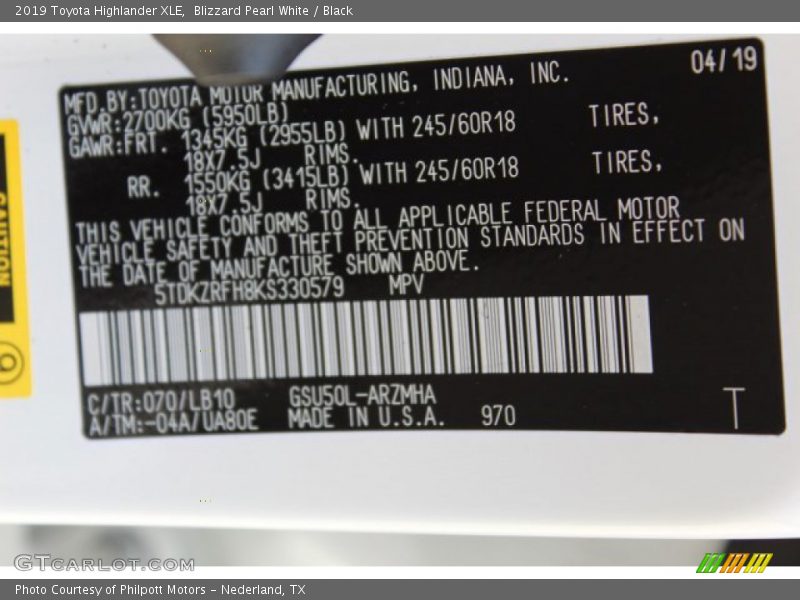 2019 Toyota Highlander XLE, Blizzard Pearl White / Black
04/19
MFD.BY:TOYOTA MOTOR MANUFACTURING, INDIANA, INC.
GVWR:2700KG (5950LB)
GAWR:FRT. 1345KG (2955LB) WITH 245/60R18 TIRES,
18X7.5J RIMS.
RR. 1550KG (3415LB) WITH 245/60R18 TIRES,
18X7.5J RIMS.
THIS VEHICLE CONFORMS TO ALL APPLICABLE FEDERAL MOTOR
VEHICLE SAFETY AND THEFT PREVENTION STANDARDS IN EFFECT ON
THE DATE OF MANUFACTURE SHOWN ABOVE.
5TDKZRFH8KS330579 MPV
C/TR:070/LB10 GSU50L-ARZMHA
A/TM:-04A/UA80E MADE IN U.S.A. 970
T
CAUTION
GTCARLOT.COM
Photo Courtesy of Philpott Motors - Nederland, TX